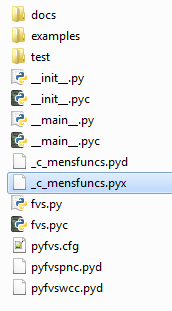 docs
examples
test
__init__.py
__init__.pyc
__main__.py
__main__.pyc
_c_mensfuncs.pyd
_c_mensfuncs.pyx
fvs.py
fvs.pyc
pyfvs.cfg
pyfvspnc.pyd
pyfvswcc.pyd